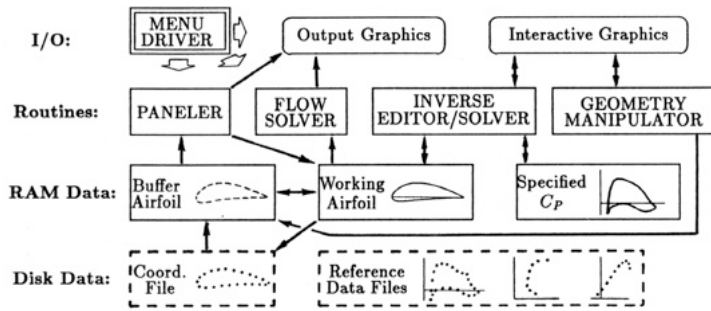 I/O:
MENU
DRIVER
Output Graphics
Interactive Graphics
Routines:
PANELER
FLOW
SOLVER
INVERSE
EDITOR/SOLVER
GEOMETRY
MANIPULATOR
RAM Data:
Buffer
Airfoil
Working
Airfoil
Specified
C_P
Disk Data:
Coord.
File
Reference
Data Files